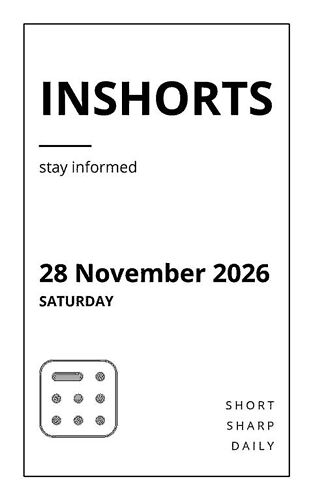 INSHORTS
stay informed
28 November 2026
SATURDAY
SHORT
SHARP
DAILY